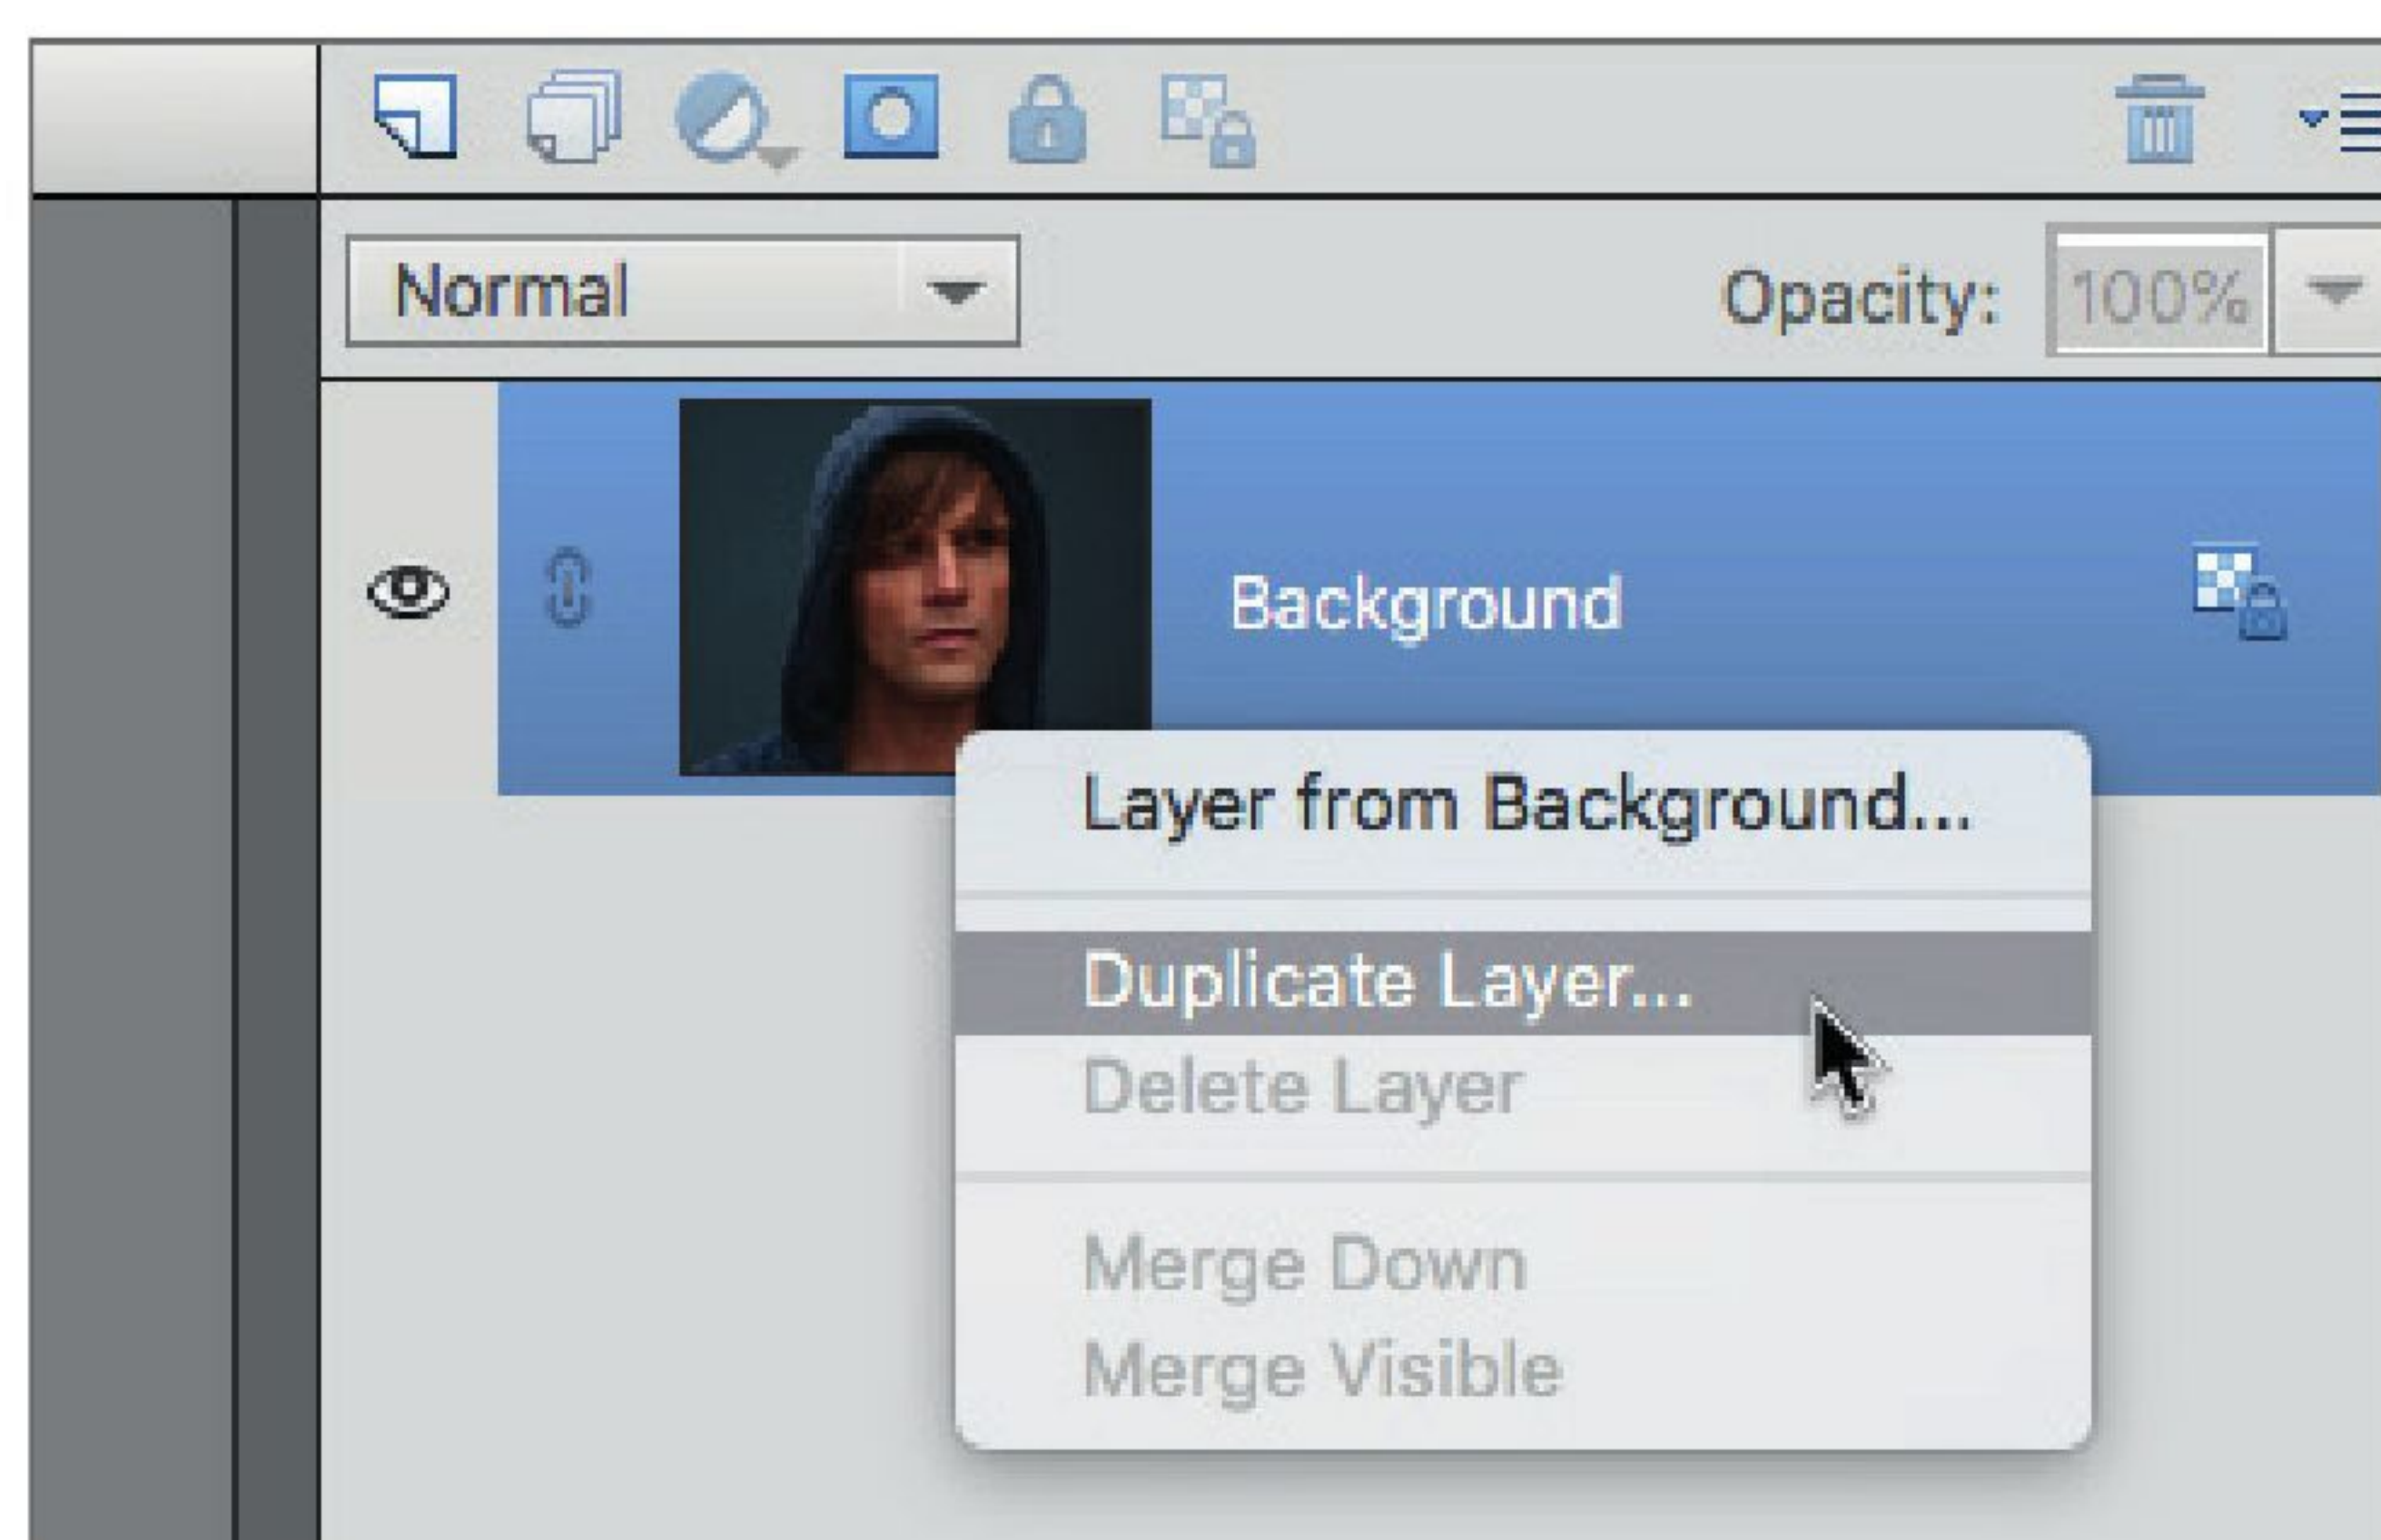 Normal
Opacity: 100%
Background
Layer from Background...
Duplicate Layer...
Delete Layer
Merge Down
Merge Visible